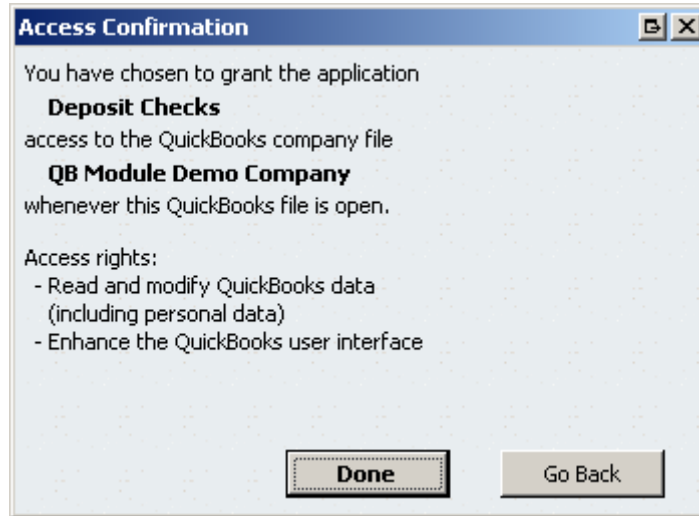 Access Confirmation
You have chosen to grant the application
Deposit Checks
access to the QuickBooks company file
QB Module Demo Company
whenever this QuickBooks file is open.
Access rights:
- Read and modify QuickBooks data
(including personal data)
- Enhance the QuickBooks user interface
Done Go Back